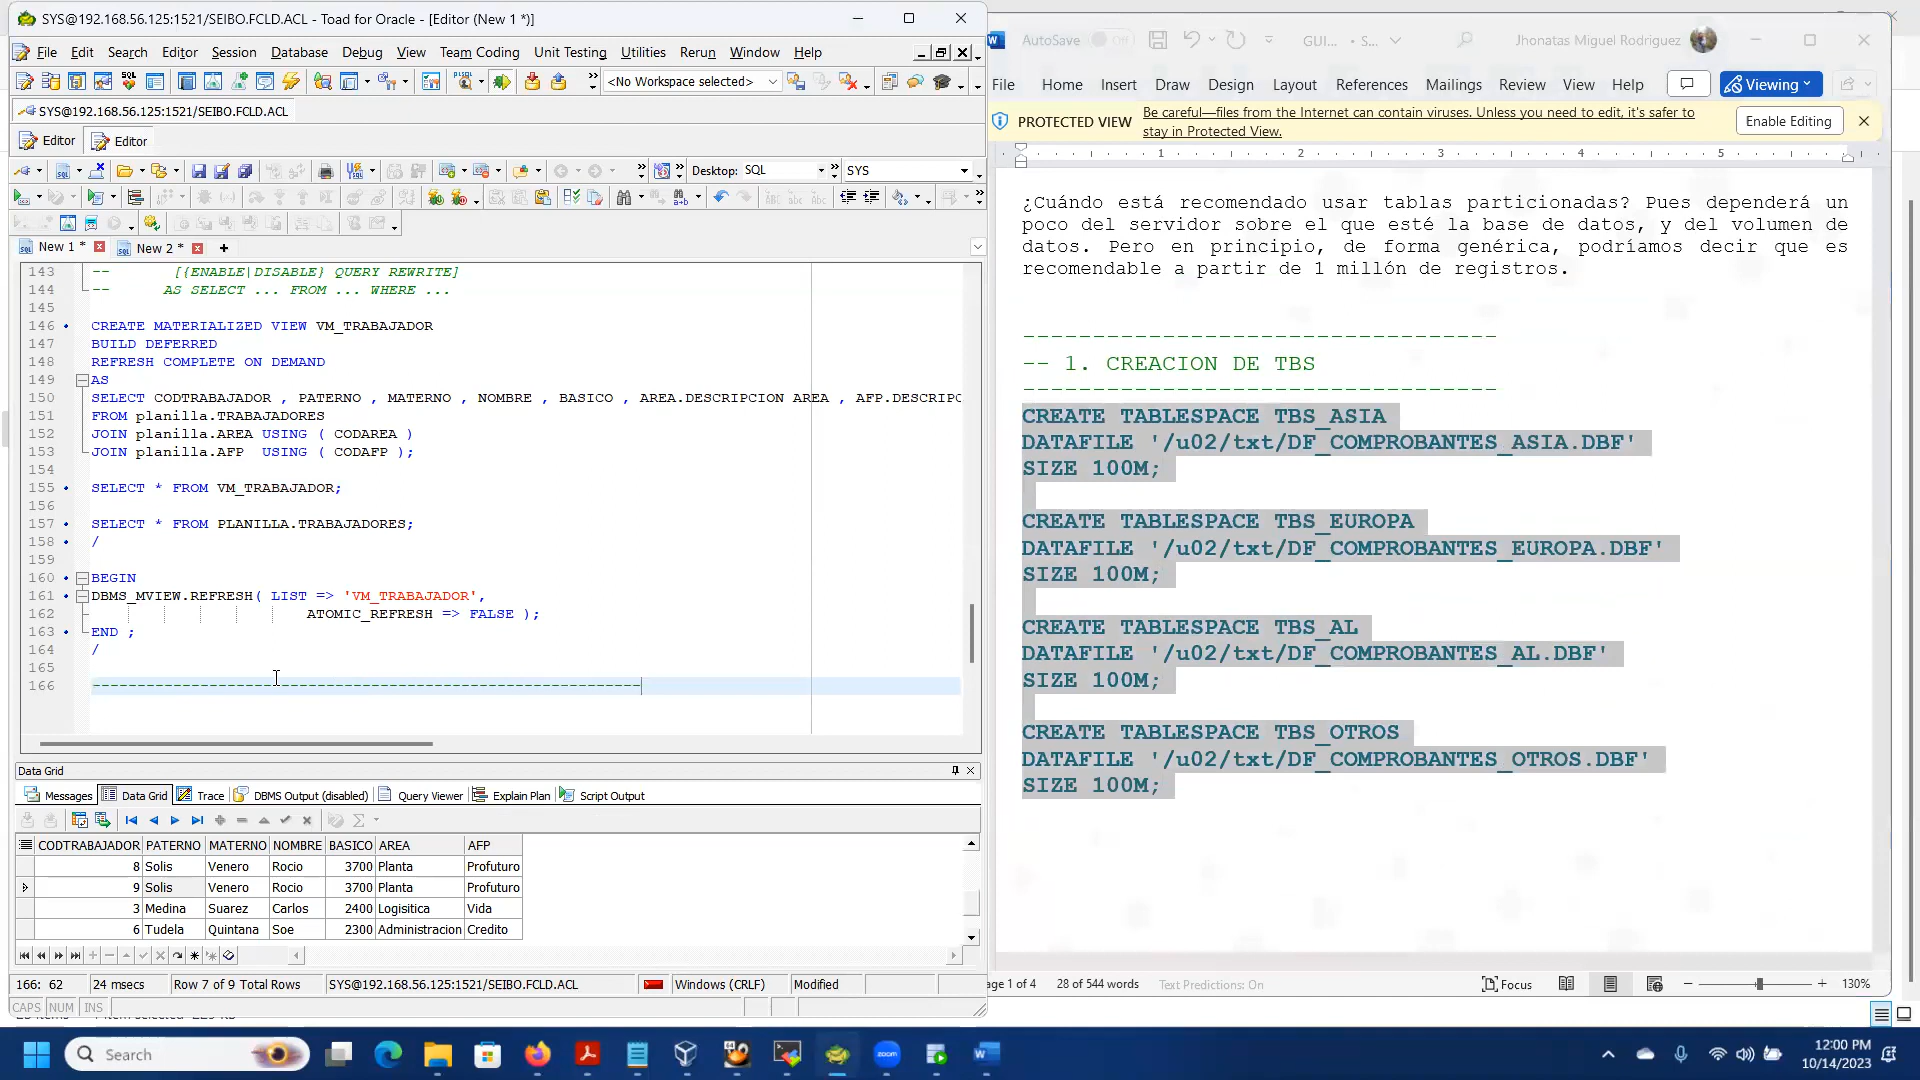 SYS@192.168.56.125:1521/SEIBO.FCLD.ACL - Toad for Oracle - [Editor (New 1 *)]
File Edit Search Editor Session Database Debug View Team Coding Unit Testing Utilities Rerun Window Help
<No Workspace selected>
SYS@192.168.56.125:1521/SEIBO.FCLD.ACL
Editor Editor
Desktop: SQL SYS
New 1 * New 2 *
143 -- [{ENABLE|DISABLE} QUERY REWRITE]
144 -- AS SELECT ... FROM ... WHERE ...
145
146 CREATE MATERIALIZED VIEW VM_TRABAJADOR
147 BUILD DEFERRED
148 REFRESH COMPLETE ON DEMAND
149 AS
150 SELECT CODTRABAJADOR , PATERNO , MATERNO , NOMBRE , BASICO , AREA.DESCRIPCION AREA , AFP.DESCRIPC
151 FROM planilla.TRABAJADORES
152 JOIN planilla.AREA USING ( CODAREA )
153 JOIN planilla.AFP  USING ( CODAFP );
154
155 SELECT * FROM VM_TRABAJADOR;
156
157 SELECT * FROM PLANILLA.TRABAJADORES;
158 /
159
160 BEGIN
161 DBMS_MVIEW.REFRESH( LIST => 'VM_TRABAJADOR',
162 ATOMIC_REFRESH => FALSE );
163 END ;
164 /
165
166 -------------------------------------------------------------
Data Grid
Messages Data Grid Trace DBMS Output (disabled) Query Viewer Explain Plan Script Output
CODTRABAJADOR PATERNO MATERNO NOMBRE BASICO AREA AFP
8 Solis Venero Rocio 3700 Planta Profuturo
9 Solis Venero Rocio 3700 Planta Profuturo
3 Medina Suarez Carlos 2400 Logisitica Vida
6 Tudela Quintana Soe 2300 Administracion Credito
166: 62 24 msecs Row 7 of 9 Total Rows SYS@192.168.56.125:1521/SEIBO.FCLD.ACL Windows (CRLF) Modified
CAPS NUM INS
AutoSave Off GUI... • S... Jhonatas Miguel Rodriguez
File Home Insert Draw Design Layout References Mailings Review View Help Viewing
PROTECTED VIEW Be careful—files from the Internet can contain viruses. Unless you need to edit, it's safer to
stay in Protected View. Enable Editing
1 2 3 4 5
¿Cuándo está recomendado usar tablas particionadas? Pues dependerá un
poco del servidor sobre el que esté la base de datos, y del volumen de
datos. Pero en principio, de forma genérica, podríamos decir que es
recomendable a partir de 1 millón de registros.
----------------------------------
-- 1. CREACION DE TBS
----------------------------------
CREATE TABLESPACE TBS_ASIA
DATAFILE '/u02/txt/DF_COMPROBANTES_ASIA.DBF'
SIZE 100M;
CREATE TABLESPACE TBS_EUROPA
DATAFILE '/u02/txt/DF_COMPROBANTES_EUROPA.DBF'
SIZE 100M;
CREATE TABLESPACE TBS_AL
DATAFILE '/u02/txt/DF_COMPROBANTES_AL.DBF'
SIZE 100M;
CREATE TABLESPACE TBS_OTROS
DATAFILE '/u02/txt/DF_COMPROBANTES_OTROS.DBF'
SIZE 100M;
age 1 of 4 28 of 544 words Text Predictions: On Focus 130%
Search
zoom
12:00 PM
10/14/2023